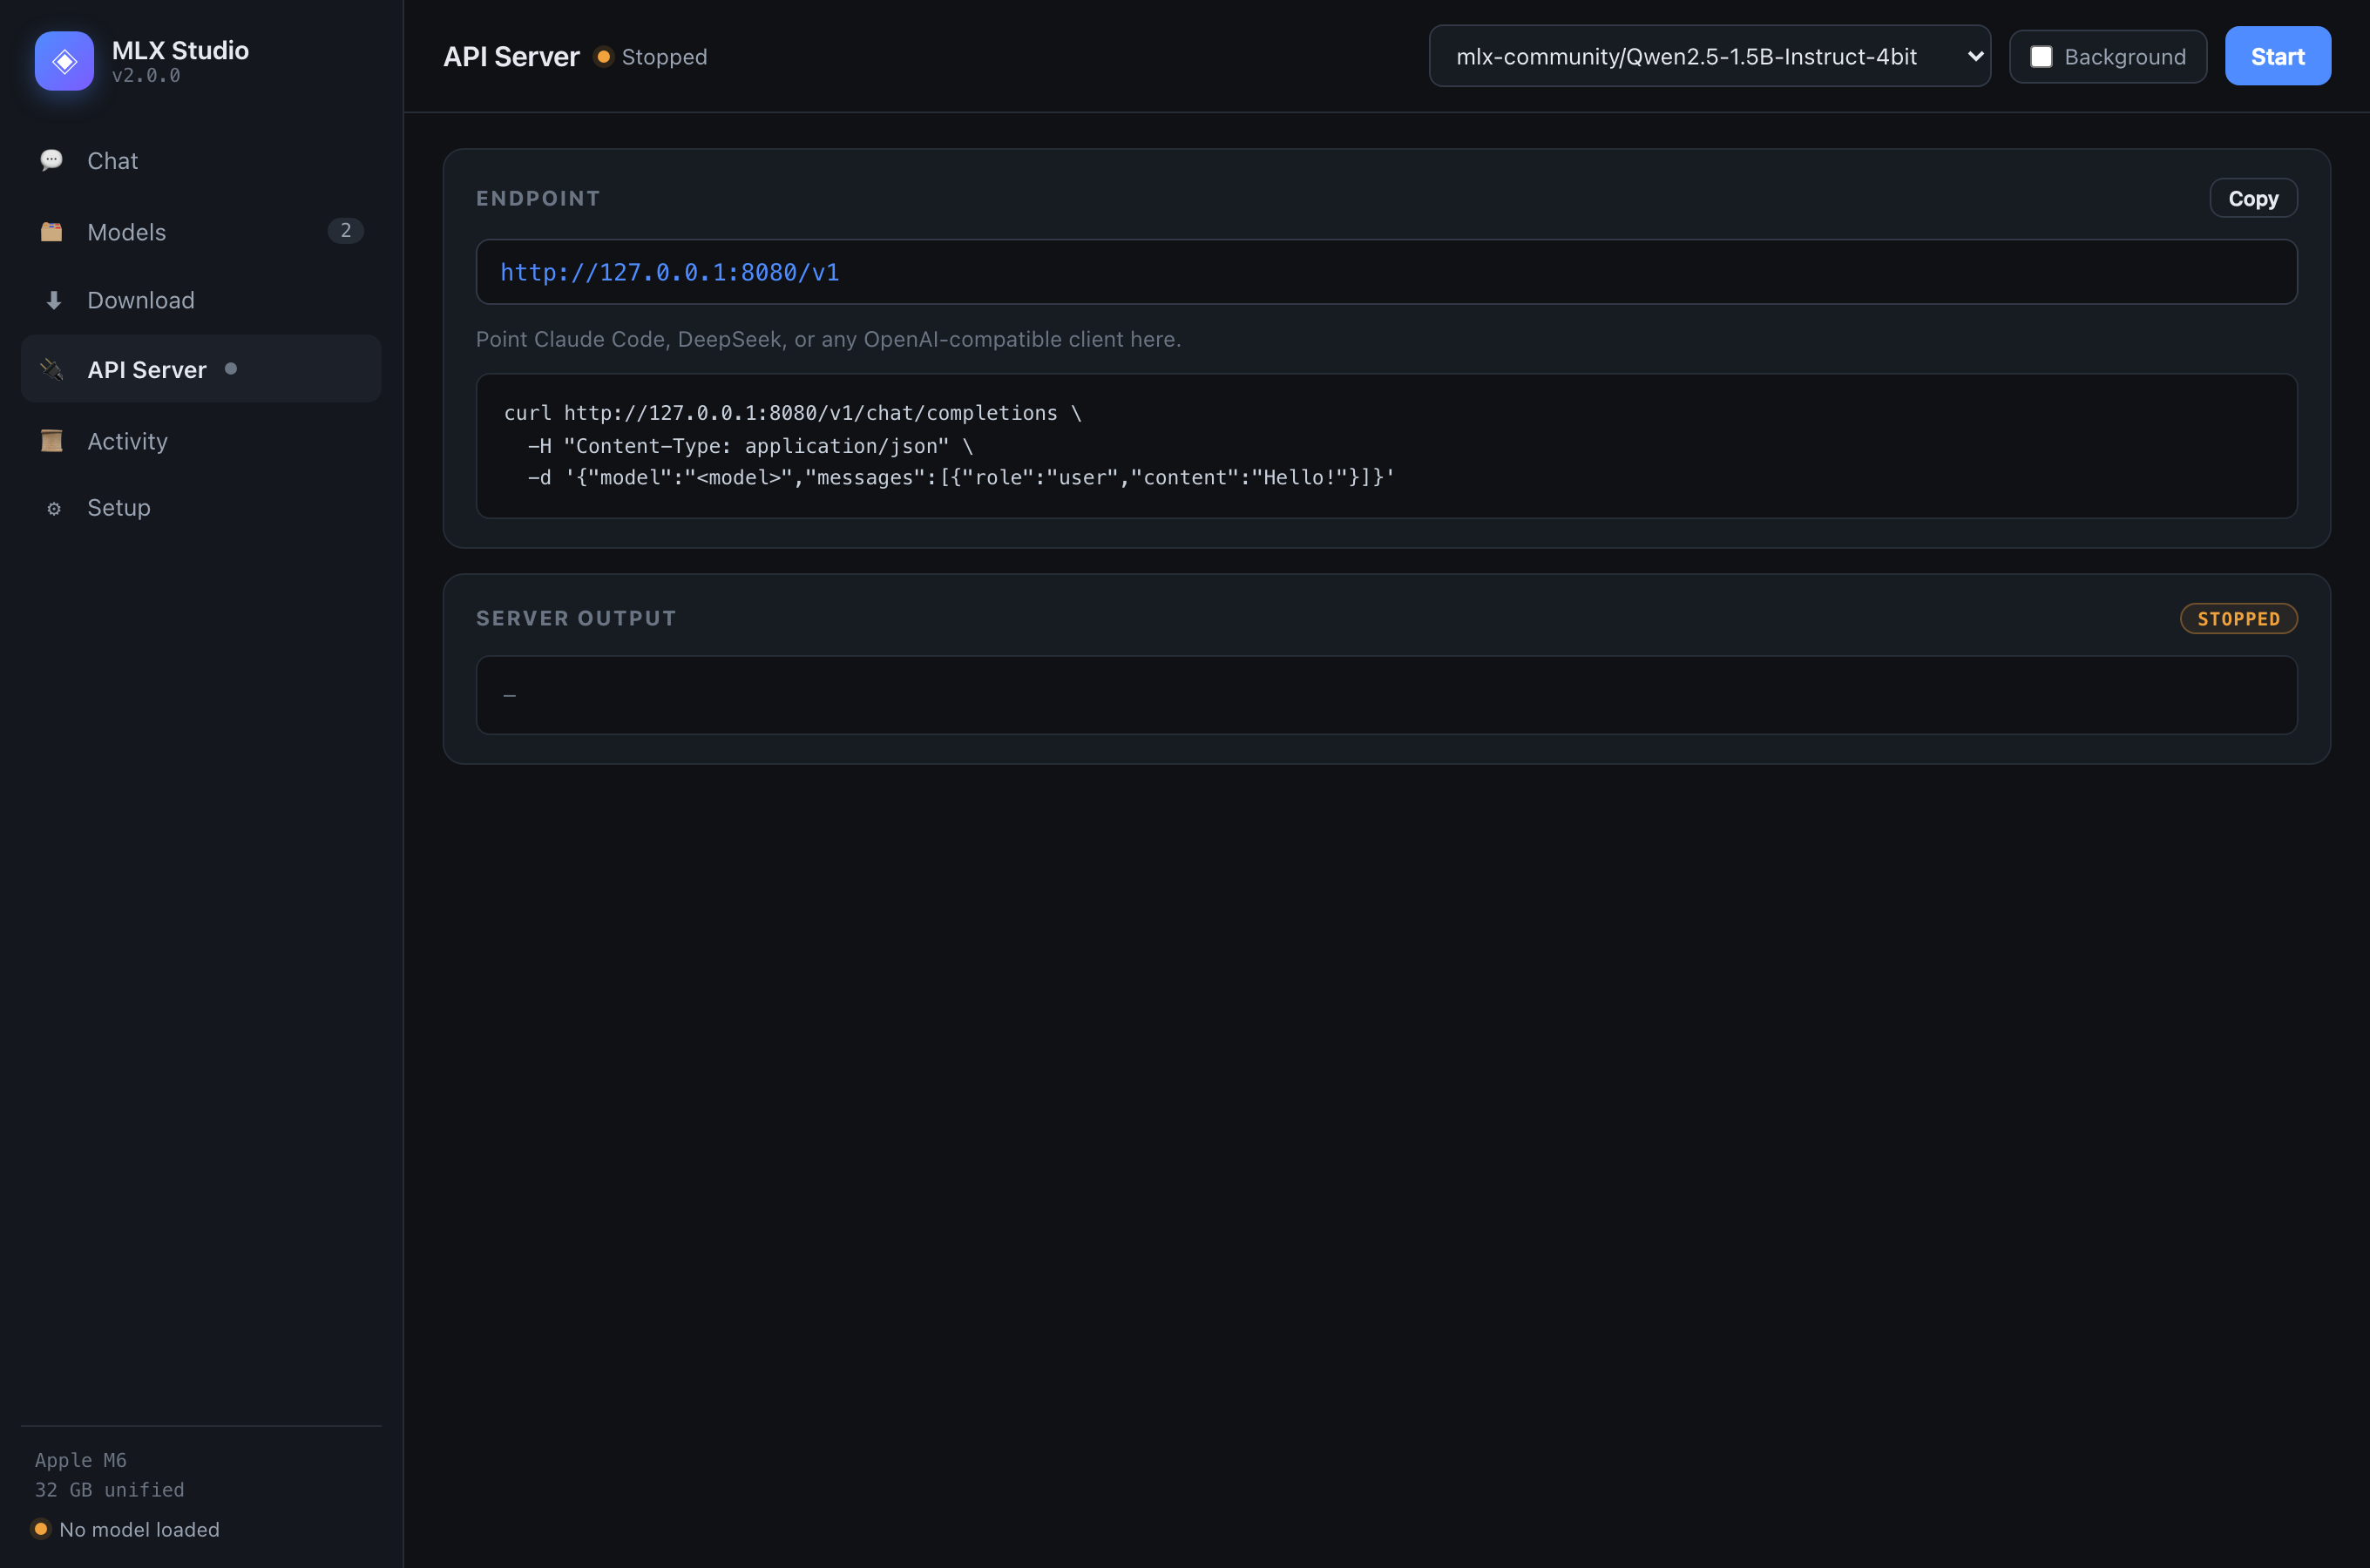 MLX Studio
v2.0.0
Chat
Models 2
Download
API Server
Activity
Setup
Apple M6
32 GB unified
No model loaded
API Server Stopped
mlx-community/Qwen2.5-1.5B-Instruct-4bit
Background
Start
ENDPOINT
Copy
http://127.0.0.1:8080/v1
Point Claude Code, DeepSeek, or any OpenAI-compatible client here.
curl http://127.0.0.1:8080/v1/chat/completions \
  -H "Content-Type: application/json" \
  -d '{"model":"<model>","messages":[{"role":"user","content":"Hello!"}]}'
SERVER OUTPUT
STOPPED
—